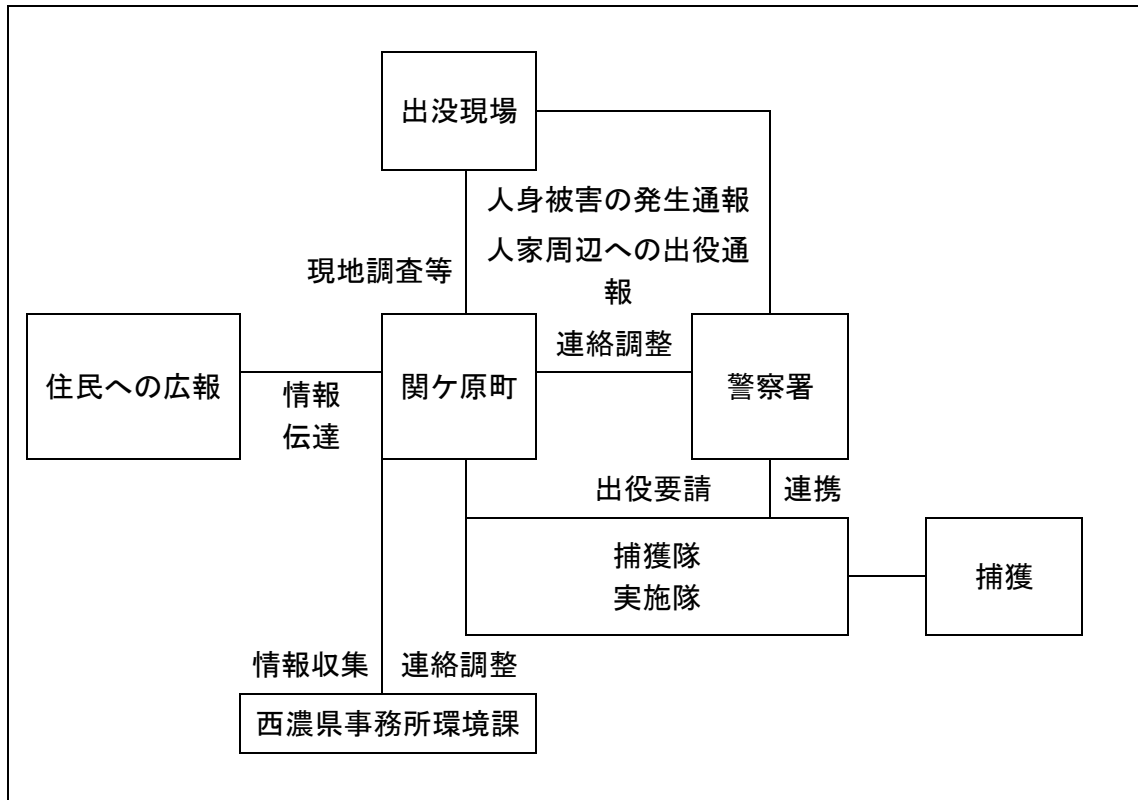 出没現場
人身被害の発生通報
人家周辺への出役通
報
現地調査等
連絡調整
住民への広報
情報
伝達
関ケ原町
警察署
出役要請
連携
捕獲隊
実施隊
捕獲
情報収集
連絡調整
西濃県事務所環境課